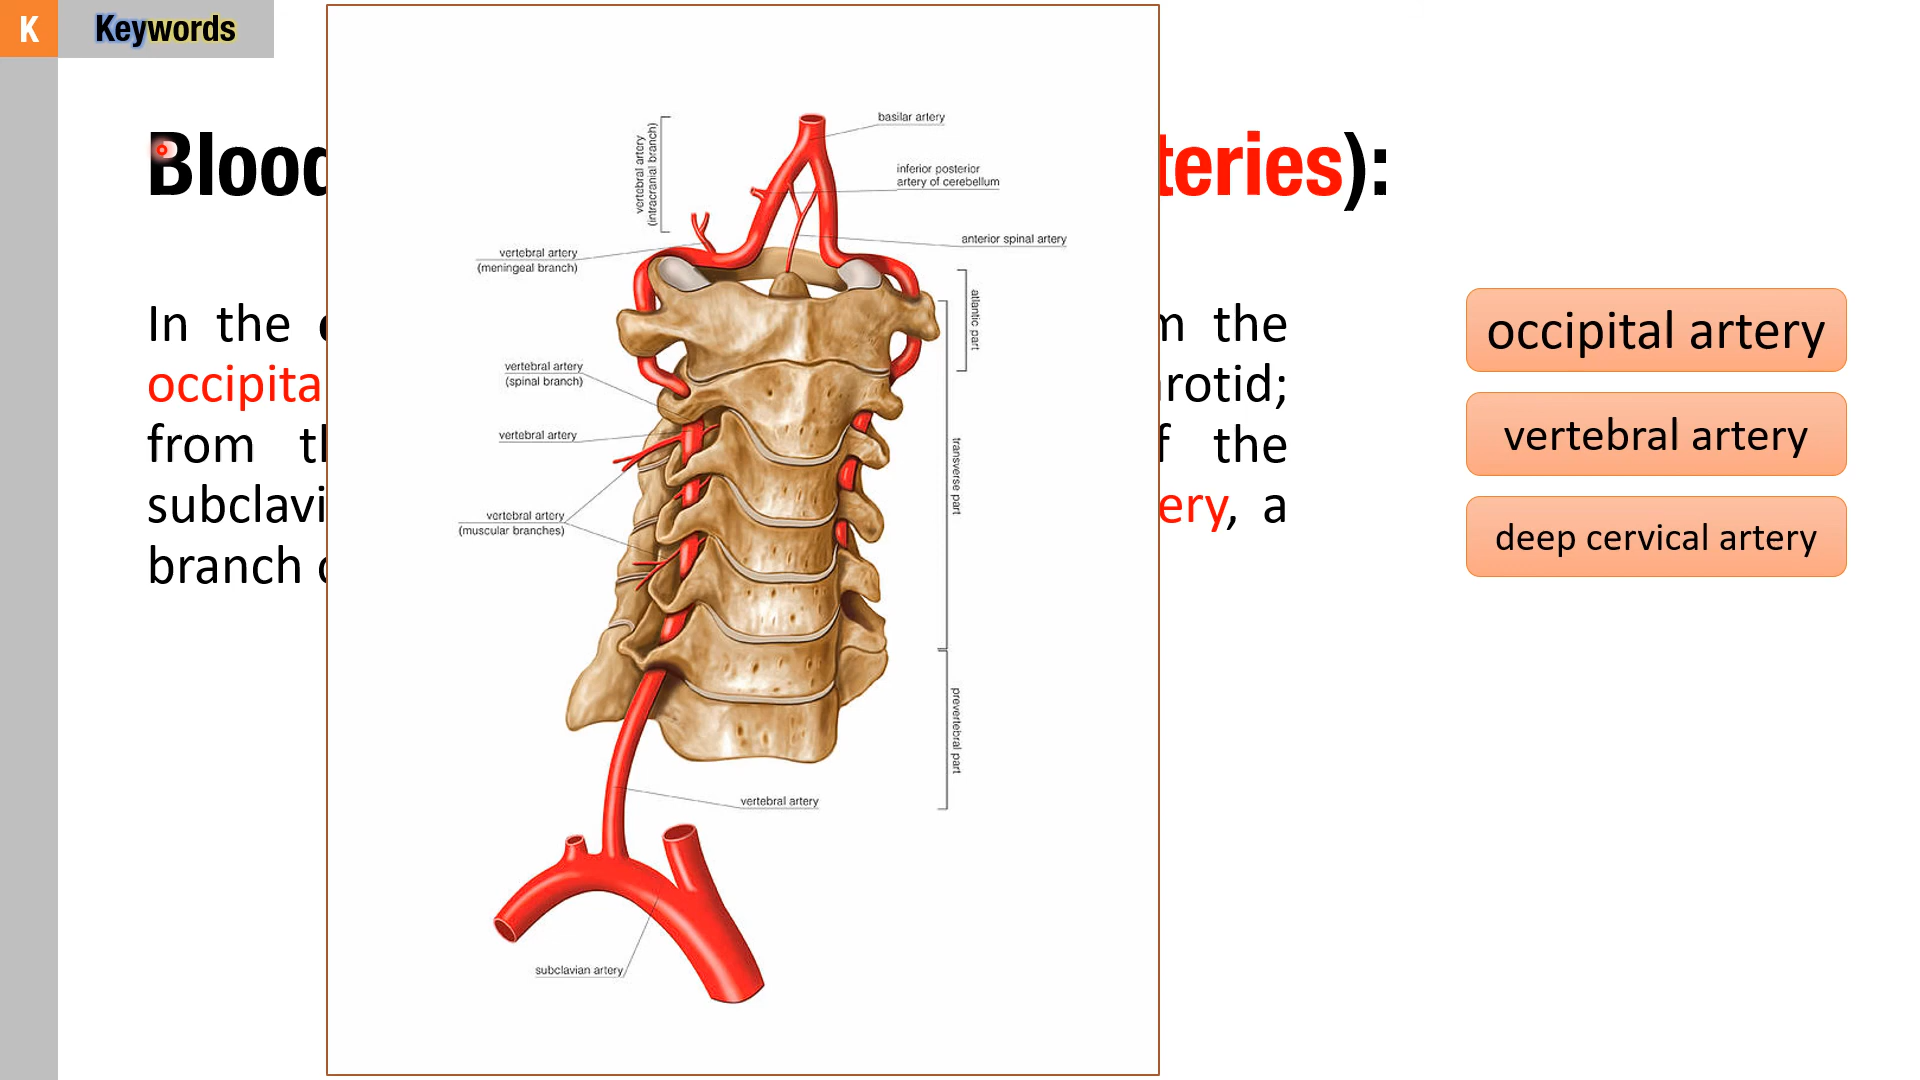 K Keywords
Blood teries):
In the m the
occipita rotid;
from th f the
subclavi ery, a
branch
occipital artery
vertebral artery
deep cervical artery
basilar artery
vertebral artery
(intracranial branch)
inferior posterior
artery of cerebellum
anterior spinal artery
vertebral artery
(meningeal branch)
atlantic part
vertebral artery
(spinal branch)
vertebral artery
transverse part
vertebral artery
(muscular branches)
prevertebral part
vertebral artery
subclavian artery